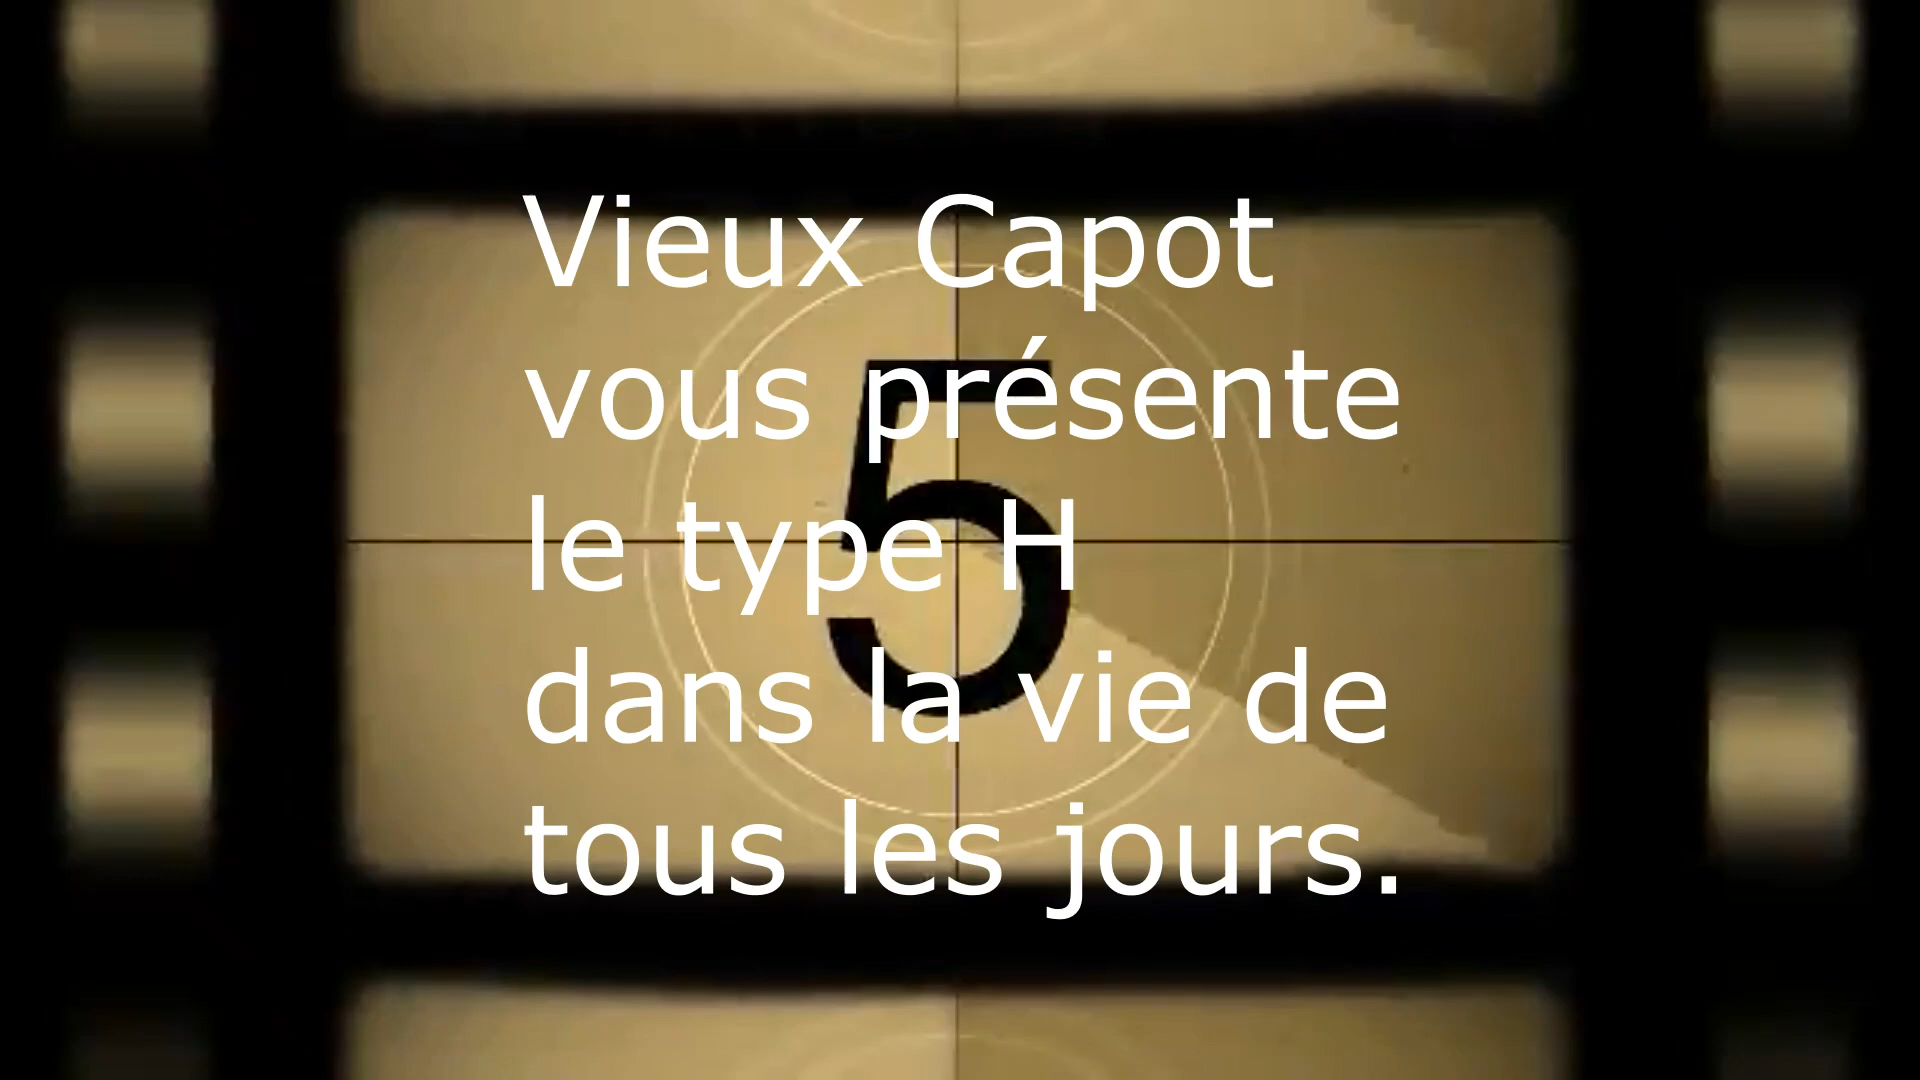 Vieux Capot
vous présente
le type H
dans la vie de
tous les jours.
5